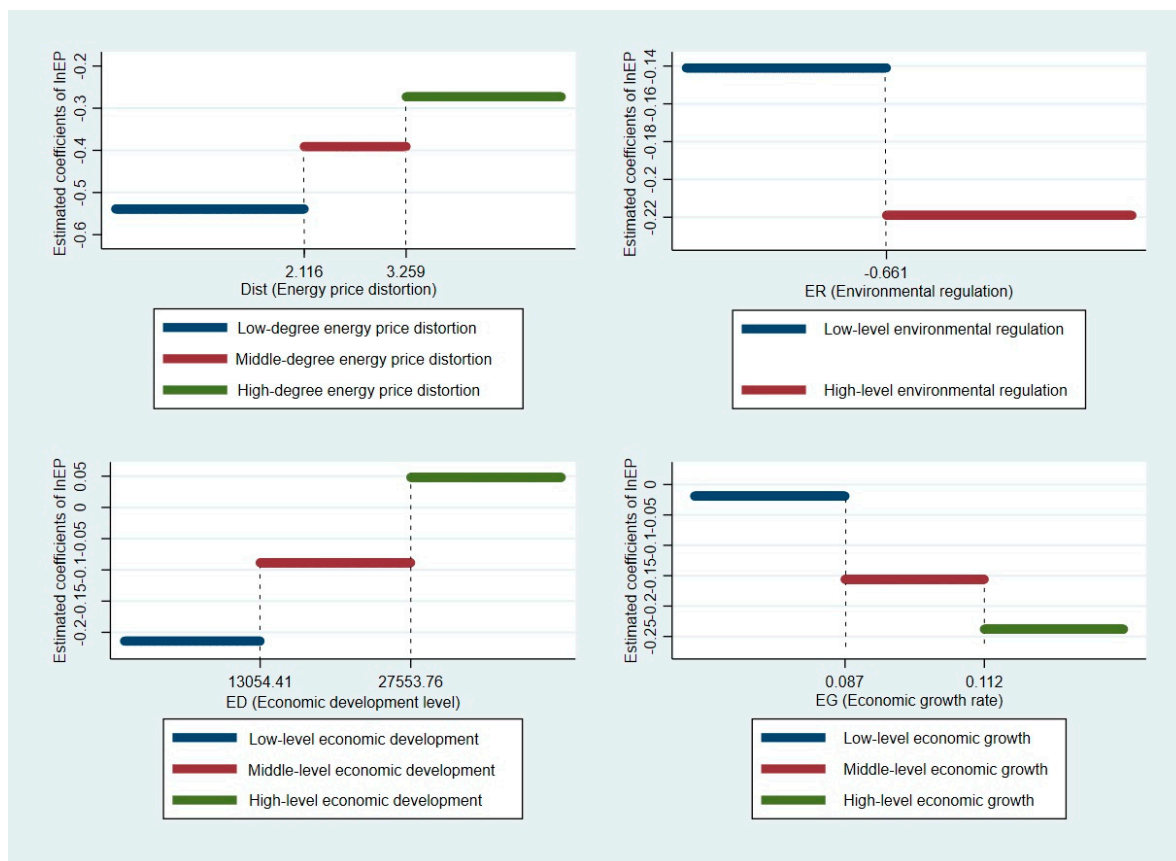 Estimated coefficients of lnEP
-0.2
-0.3
-0.4
-0.5
-0.6
2.116
3.259
Dist (Energy price distortion)
Low-degree energy price distortion
Middle-degree energy price distortion
High-degree energy price distortion
Estimated coefficients of lnEP
-0.14
-0.16
-0.18
-0.2
-0.22
-0.661
ER (Environmental regulation)
Low-level environmental regulation
High-level environmental regulation
Estimated coefficients of lnEP
0.05
0
-0.05
-0.1
-0.15
-0.2
13054.41
27553.76
ED (Economic development level)
Low-level economic development
Middle-level economic development
High-level economic development
Estimated coefficients of lnEP
0
-0.05
-0.1
-0.15
-0.2
-0.25
0.087
0.112
EG (Economic growth rate)
Low-level economic growth
Middle-level economic growth
High-level economic growth